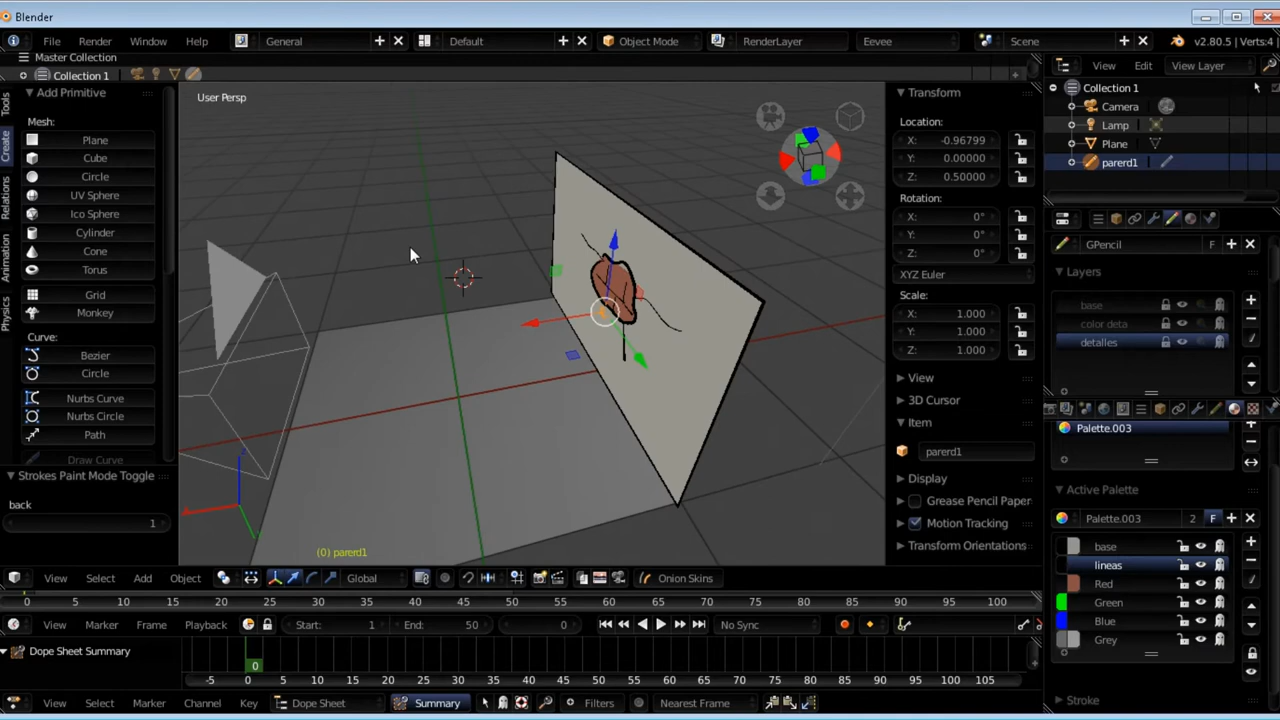 Blender
File Render Window Help General Default Object Mode RenderLayer Eevee Scene v2.80.5 | Verts:4
Master Collection
Collection 1
Tools
Create
Relations
Animation
Physics
Add Primitive
Mesh:
Plane
Cube
Circle
UV Sphere
Ico Sphere
Cylinder
Cone
Torus
Grid
Monkey
Curve:
Bezier
Circle
Nurbs Curve
Nurbs Circle
Path
Draw Curve
Strokes Paint Mode Toggle
back
1
User Persp
(0) parerd1
Transform
Location:
X: -0.96799
Y: 0.00000
Z: 0.50000
Rotation:
X: 0°
Y: 0°
Z: 0°
XYZ Euler
Scale:
X: 1.000
Y: 1.000
Z: 1.000
View
3D Cursor
Item
parerd1
Display
Grease Pencil Paper
Motion Tracking
Transform Orientations
View Edit View Layer
Collection 1
Camera
Lamp
Plane
parerd1
GPencil F
Layers
base
color deta
detalles
Palette.003
Active Palette
Palette.003 2 F
base
lineas
Red
Green
Blue
Grey
Stroke
View Select Add Object Global Onion Skins
0 5 10 15 20 25 30 35 40 45 50 55 60 65 70 75 80 85 90 95 100
View Marker Frame Playback Start: 1 End: 50 0 No Sync
Dope Sheet Summary
0
-5 0 5 10 15 20 25 30 35 40 45 50 55 60 65 70 75 80 85 90 95 100 105
View Select Marker Channel Key Dope Sheet Summary Filters Nearest Frame